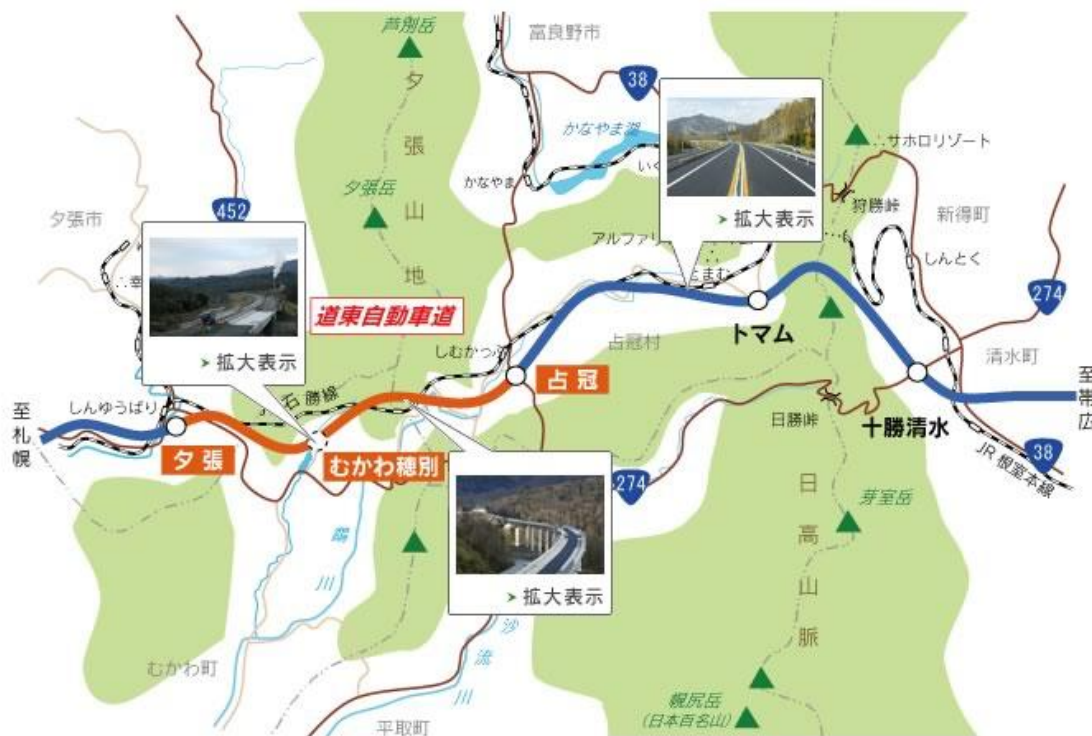 芦別岳
富良野市
38
夕張山地
かなやま湖
サホロリゾート
夕張岳
かなやま
いく
狩勝峠
新得町
452
夕張市
拡大表示
アルファリ
しんとく
とまむ
274
道東自動車道
トマム
占冠村
清水町
しむかっぷ
拡大表示
占冠
至帯広
石勝線
しんゆうばり
至札幌
日勝峠
十勝清水
夕張
むかわ穂別
38
JR根室本線
274
日高山脈
芽室岳
鵡川
拡大表示
沙流川
むかわ町
幌尻岳
(日本百名山)
平取町